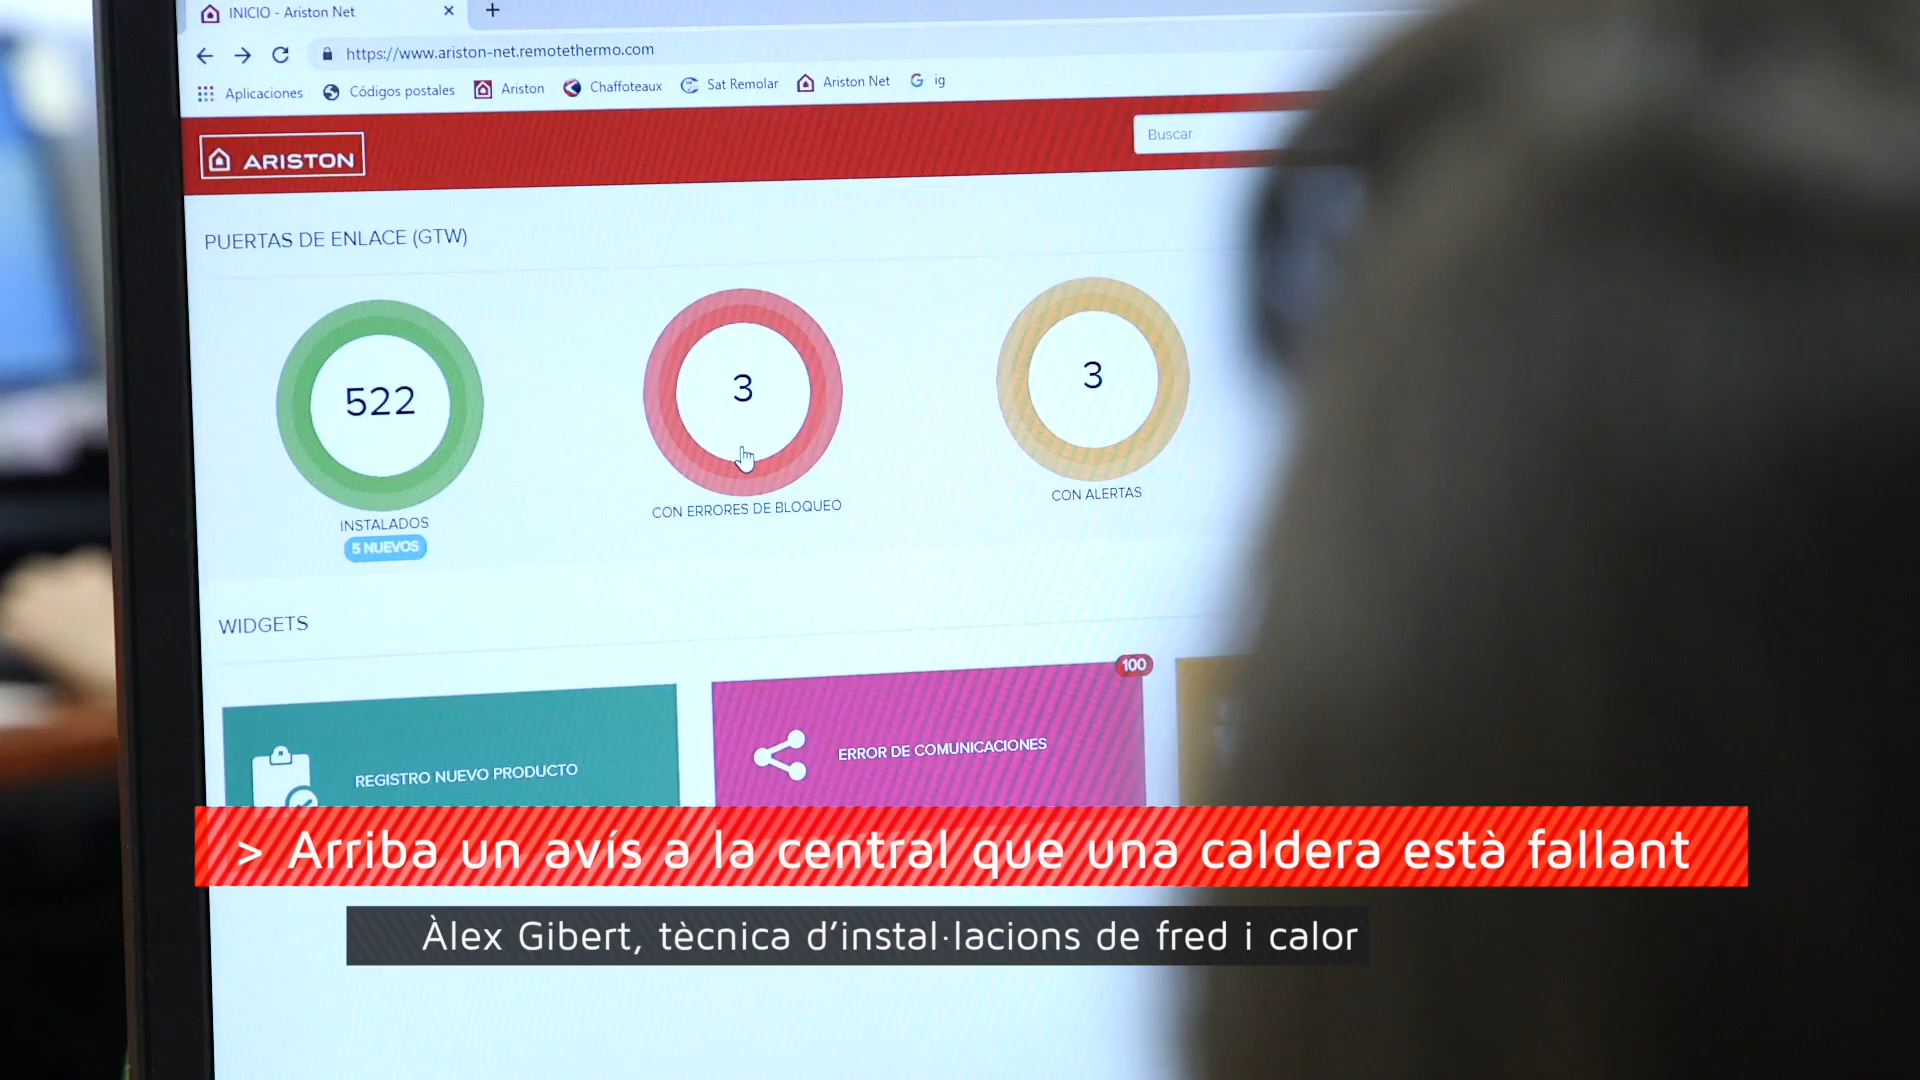 INICIO - Ariston Net
https://www.ariston-net.remotethermo.com
Aplicaciones Códigos postales Ariston Chaffoteaux Sat Remolar Ariston Net ig
ARISTON
Buscar
PUERTAS DE ENLACE (GTW)
522
3
3
INSTALADOS
5 NUEVOS
CON ERRORES DE BLOQUEO
CON ALERTAS
WIDGETS
100
REGISTRO NUEVO PRODUCTO
ERROR DE COMUNICACIONES
> Arriba un avís a la central que una caldera està fallant
Àlex Gibert, tècnica d’instal·lacions de fred i calor